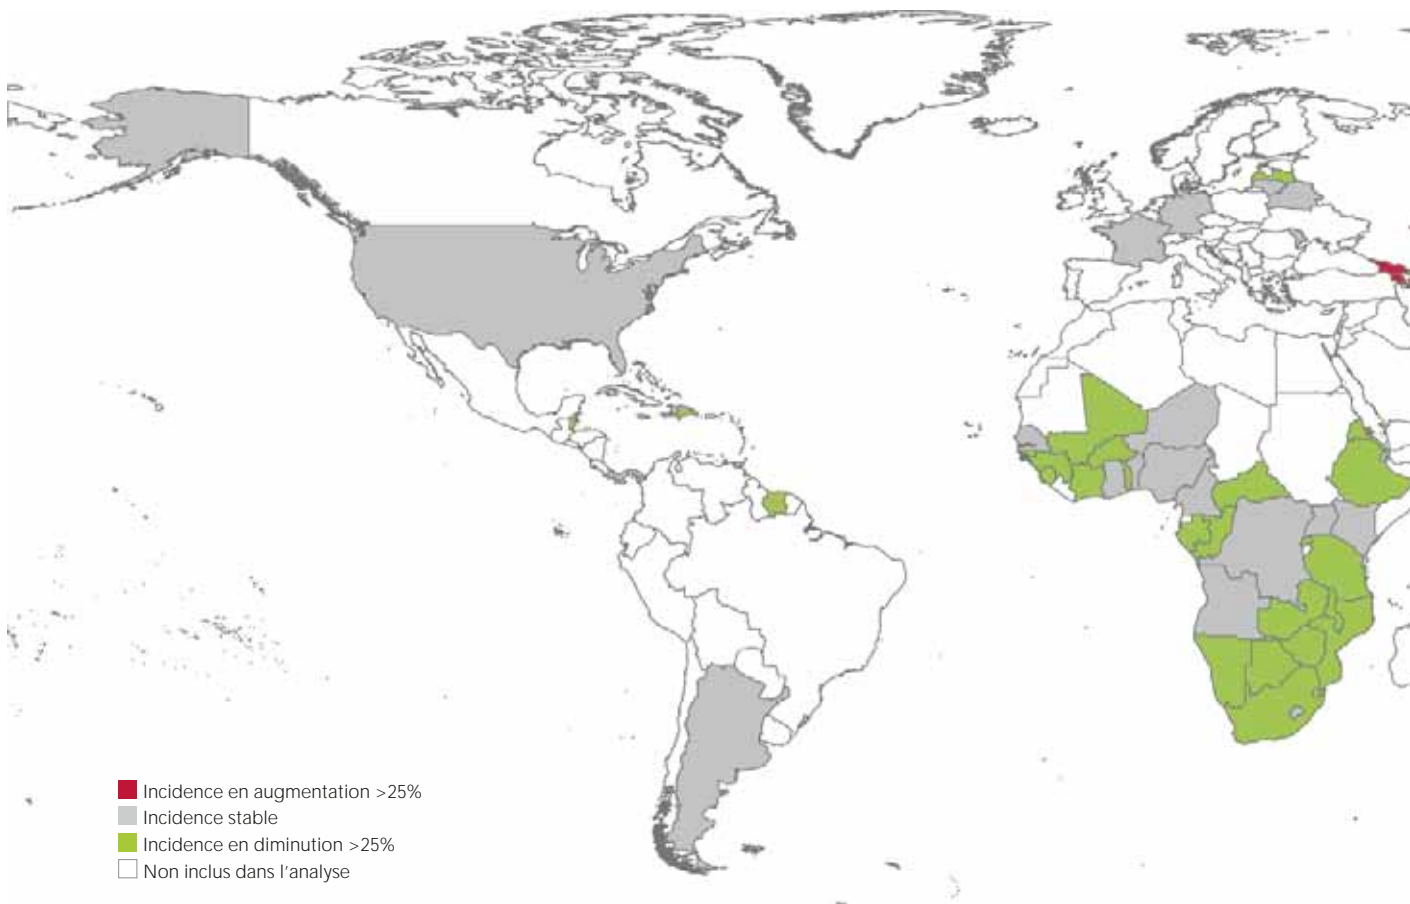 Incidence en augmentation >25%
Incidence stable
Incidence en diminution >25%
Non inclus dans l'analyse